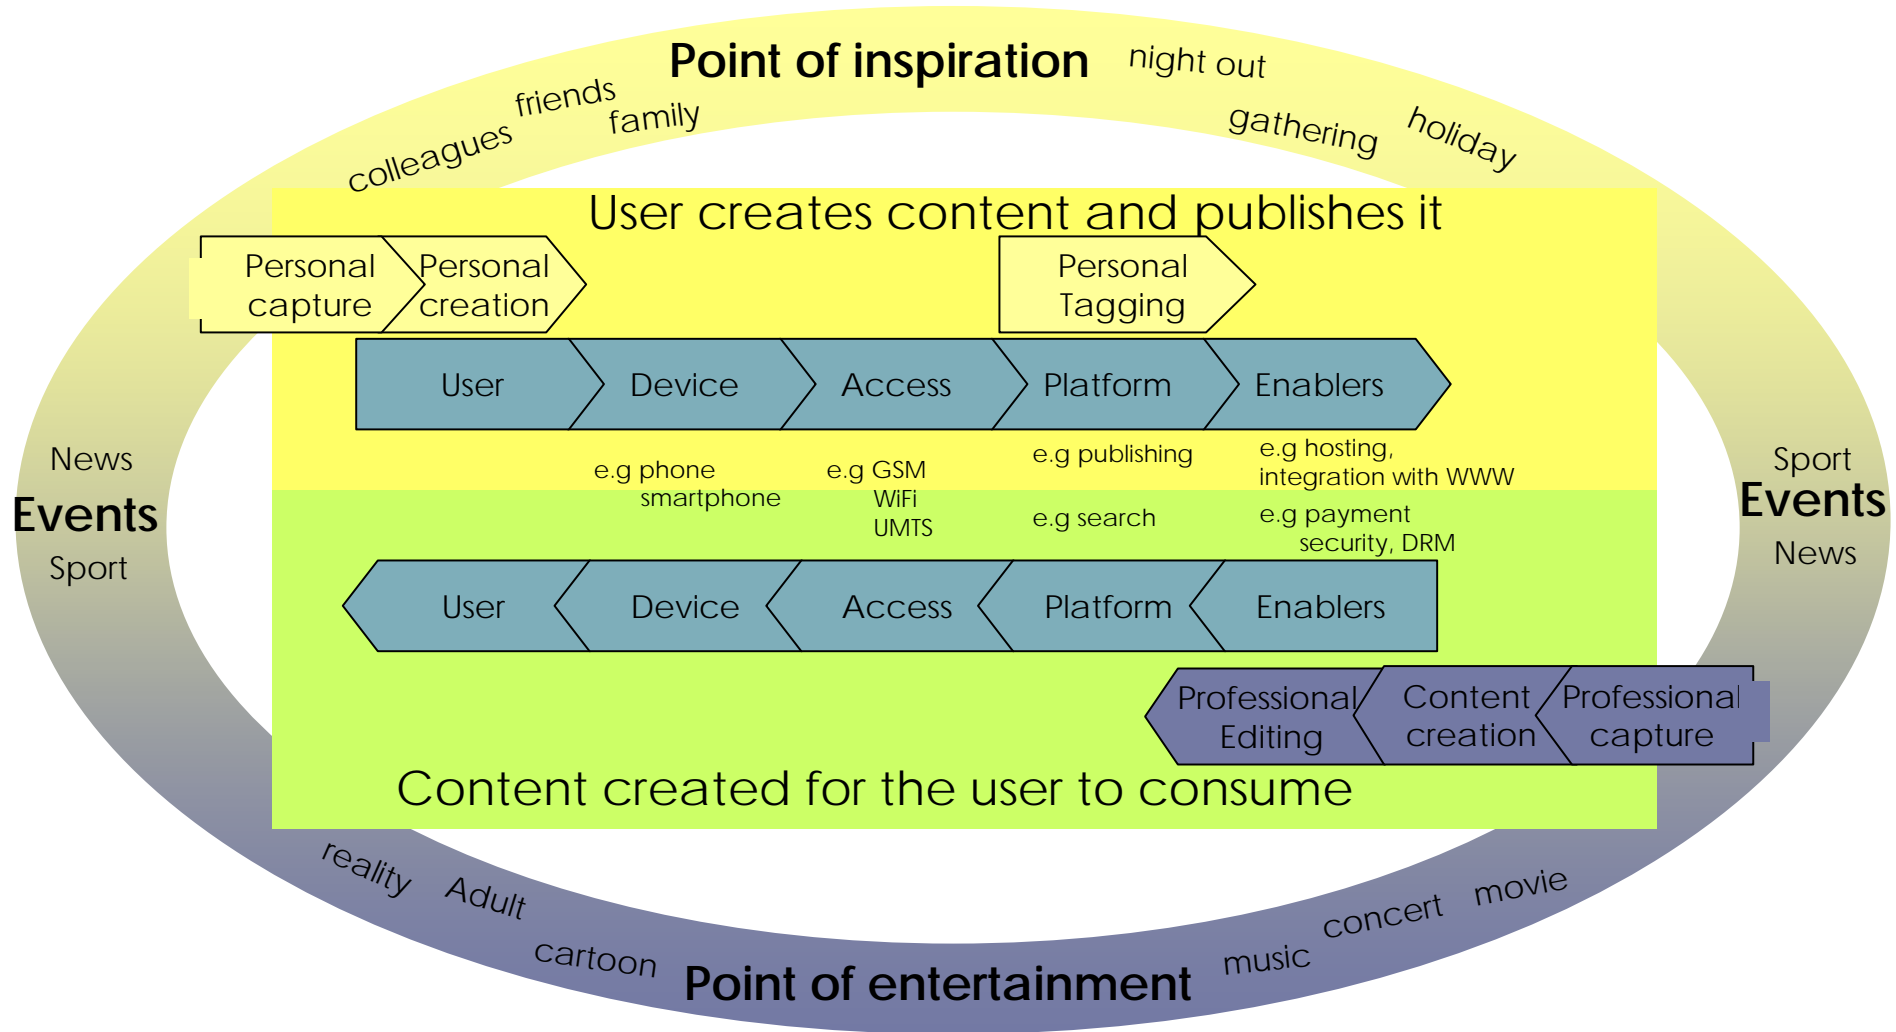 Point of inspiration
night out
friends
family
colleagues
gathering
holiday
User creates content and publishes it
Personal
capture
Personal
creation
Personal
Tagging
User
Device
Access
Platform
Enablers
e.g phone
smartphone
e.g GSM
WiFi
UMTS
e.g publishing
e.g hosting,
integration with WWW
e.g search
e.g payment
security, DRM
News
Events
Sport
Sport
Events
News
User
Device
Access
Platform
Enablers
Professional
Editing
Content
creation
Professional
capture
Content created for the user to consume
reality
Adult
cartoon
Point of entertainment
music
concert
movie